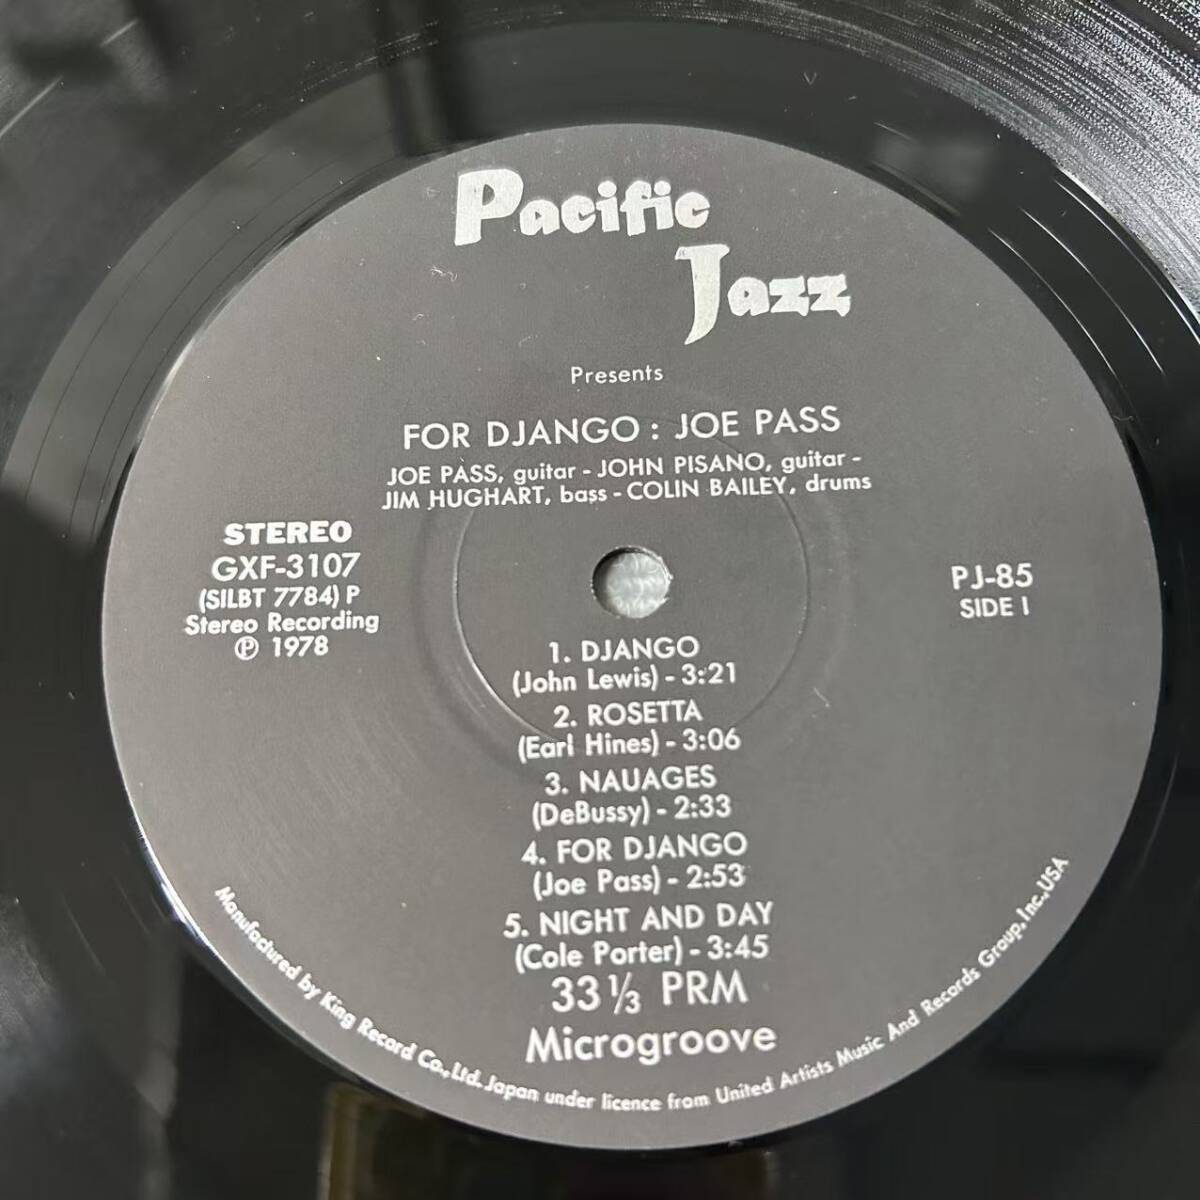 Pacific
Jazz
Presents
FOR DJANGO : JOE PASS
JOE PASS, guitar - JOHN PISANO, guitar -
JIM HUGHART, bass - COLIN BAILEY, drums
STEREO
GXF-3107
(SILBT 7784) P
Stereo Recording
℗ 1978
PJ-85
SIDE I
1. DJANGO
(John Lewis) - 3:21
2. ROSETTA
(Earl Hines) - 3:06
3. NAUAGES
(DeBussy) - 2:33
4. FOR DJANGO
(Joe Pass) - 2:53
5. NIGHT AND DAY
(Cole Porter) - 3:45
33 ⅓ PRM
Microgroove
Manufactured by King Record Co., Ltd. Japan under licence from United Artists Music And Records Group, Inc., USA